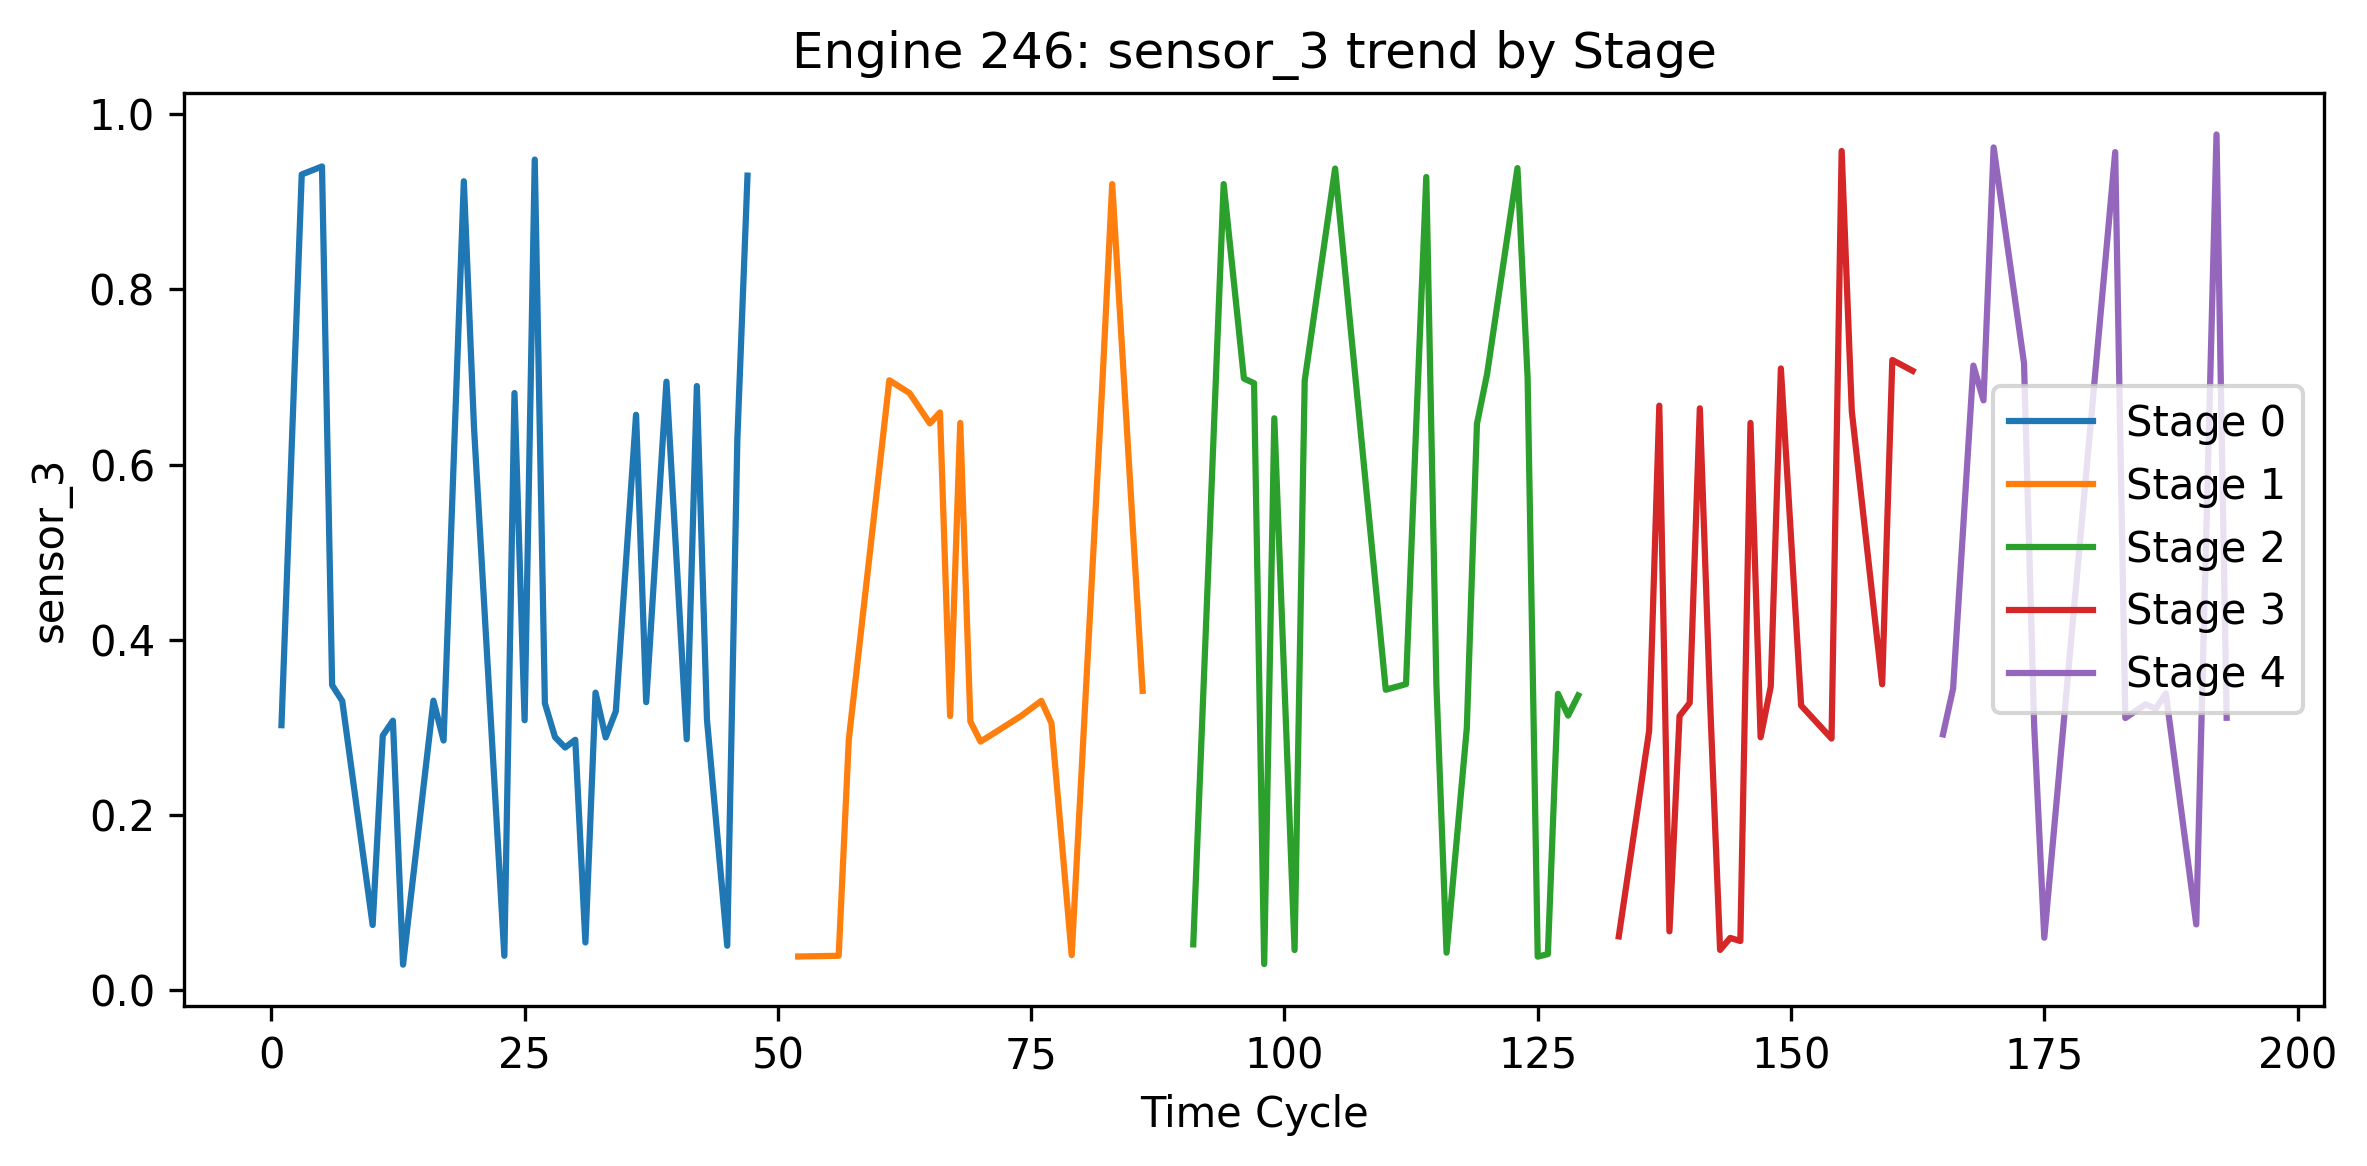 Engine 246: sensor_3 trend by Stage
1.0
0.8
0.6
0.4
0.2
0.0
sensor_3
Stage 0
Stage 1
Stage 2
Stage 3
Stage 4
0 25 50 75 100 125 150 175 200
Time Cycle